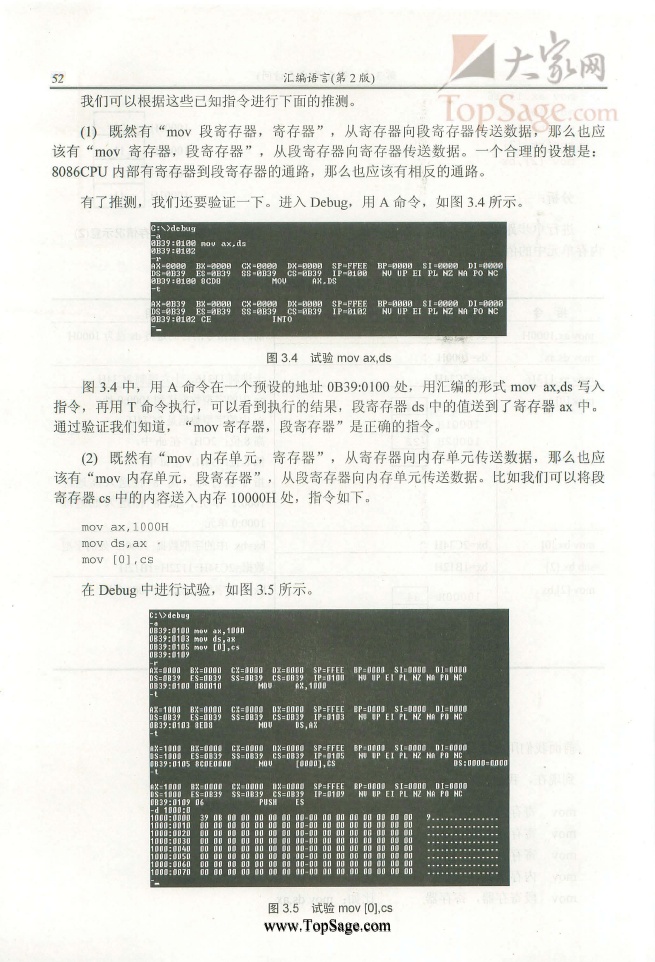 大家网
TopSage.com
52
汇编语言(第 2 版)
我们可以根据这些已知指令进行下面的推测。
(1) 既然有“mov 段寄存器，寄存器”，从寄存器向段寄存器传送数据，那么也应
该有“mov 寄存器，段寄存器”，从段寄存器向寄存器传送数据。一个合理的设想是：
8086CPU 内部有寄存器到段寄存器的通路，那么也应该有相反的通路。
有了推测，我们还要验证一下。进入 Debug，用 A 命令，如图 3.4 所示。
C:\>debug
-a
0B39:0100 mov ax,ds
0B39:0102
-r
AX=0000 BX=0000 CX=0000 DX=0000 SP=FFEE BP=0000 SI=0000 DI=0000
DS=0B39 ES=0B39 SS=0B39 CS=0B39 IP=0100 NV UP EI PL NZ NA PO NC
0B39:0100 8CD8 MOV AX,DS
-t
AX=0B39 BX=0000 CX=0000 DX=0000 SP=FFEE BP=0000 SI=0000 DI=0000
DS=0B39 ES=0B39 SS=0B39 CS=0B39 IP=0102 NV UP EI PL NZ NA PO NC
0B39:0102 CE INTO
-
图 3.4 试验 mov ax,ds
图 3.4 中，用 A 命令在一个预设的地址 0B39:0100 处，用汇编的形式 mov ax,ds 写入
指令，再用 T 命令执行，可以看到执行的结果，段寄存器 ds 中的值送到了寄存器 ax 中。
通过验证我们知道，“mov 寄存器，段寄存器”是正确的指令。
(2) 既然有“mov 内存单元，寄存器”，从寄存器向内存单元传送数据，那么也应
该有“mov 内存单元，段寄存器”，从段寄存器向内存单元传送数据。比如我们可以将段
寄存器 cs 中的内容送入内存 10000H 处，指令如下。
mov ax,1000H
mov ds,ax
mov [0],cs
在 Debug 中进行试验，如图 3.5 所示。
C:\>debug
-a
0B39:0100 mov ax,1000
0B39:0103 mov ds,ax
0B39:0105 mov [0],cs
0B39:0109
-r
AX=0000 BX=0000 CX=0000 DX=0000 SP=FFEE BP=0000 SI=0000 DI=0000
DS=0B39 ES=0B39 SS=0B39 CS=0B39 IP=0100 NV UP EI PL NZ NA PO NC
0B39:0100 B80010 MOV AX,1000
-t
AX=1000 BX=0000 CX=0000 DX=0000 SP=FFEE BP=0000 SI=0000 DI=0000
DS=0B39 ES=0B39 SS=0B39 CS=0B39 IP=0103 NV UP EI PL NZ NA PO NC
0B39:0103 8ED8 MOV DS,AX
-t
AX=1000 BX=0000 CX=0000 DX=0000 SP=FFEE BP=0000 SI=0000 DI=0000
DS=1000 ES=0B39 SS=0B39 CS=0B39 IP=0105 NV UP EI PL NZ NA PO NC
0B39:0105 8C0E0000 MOV [0000],CS DS:0000=0000
-t
AX=1000 BX=0000 CX=0000 DX=0000 SP=FFEE BP=0000 SI=0000 DI=0000
DS=1000 ES=0B39 SS=0B39 CS=0B39 IP=0109 NV UP EI PL NZ NA PO NC
0B39:0109 06 PUSH ES
-d 1000:0
1000:0000 39 0B 00 00 00 00 00 00-00 00 00 00 00 00 00 00 9...............
1000:0010 00 00 00 00 00 00 00 00-00 00 00 00 00 00 00 00 ................
1000:0020 00 00 00 00 00 00 00 00-00 00 00 00 00 00 00 00 ................
1000:0030 00 00 00 00 00 00 00 00-00 00 00 00 00 00 00 00 ................
1000:0040 00 00 00 00 00 00 00 00-00 00 00 00 00 00 00 00 ................
1000:0050 00 00 00 00 00 00 00 00-00 00 00 00 00 00 00 00 ................
1000:0060 00 00 00 00 00 00 00 00-00 00 00 00 00 00 00 00 ................
1000:0070 00 00 00 00 00 00 00 00-00 00 00 00 00 00 00 00 ................
-
图 3.5 试验 mov [0],cs
www.TopSage.com